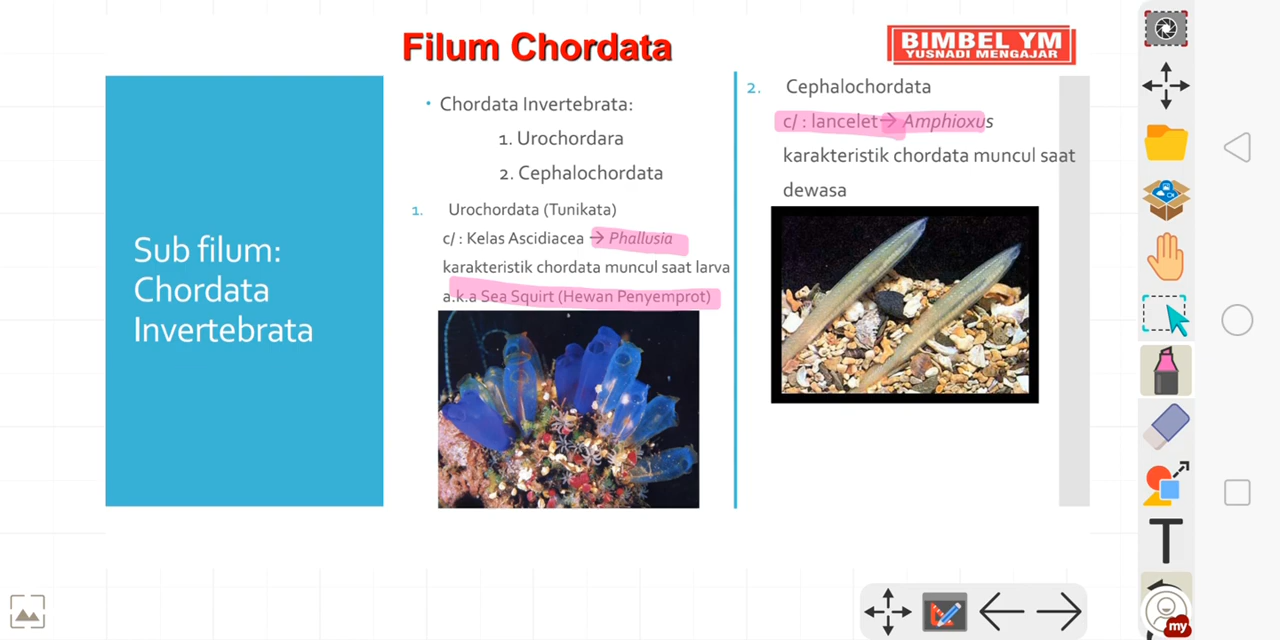 Filum Chordata
BIMBEL YM
YUSNADI MENGAJAR
Sub filum:
Chordata
Invertebrata
• Chordata Invertebrata:
1. Urochordara
2. Cephalochordata
1. Urochordata (Tunikata)
c/ : Kelas Ascidiacea → Phallusia
karakteristik chordata muncul saat larva
a.k.a Sea Squirt (Hewan Penyemprot)
2. Cephalochordata
c/ : lancelet → Amphioxus
karakteristik chordata muncul saat
dewasa
T
my